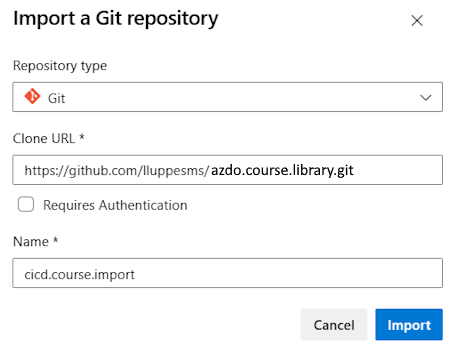 Import a Git repository
Repository type
Git
Clone URL *
https://github.com/lluppesms/azdo.course.library.git
Requires Authentication
Name *
cicd.course.import
Cancel Import